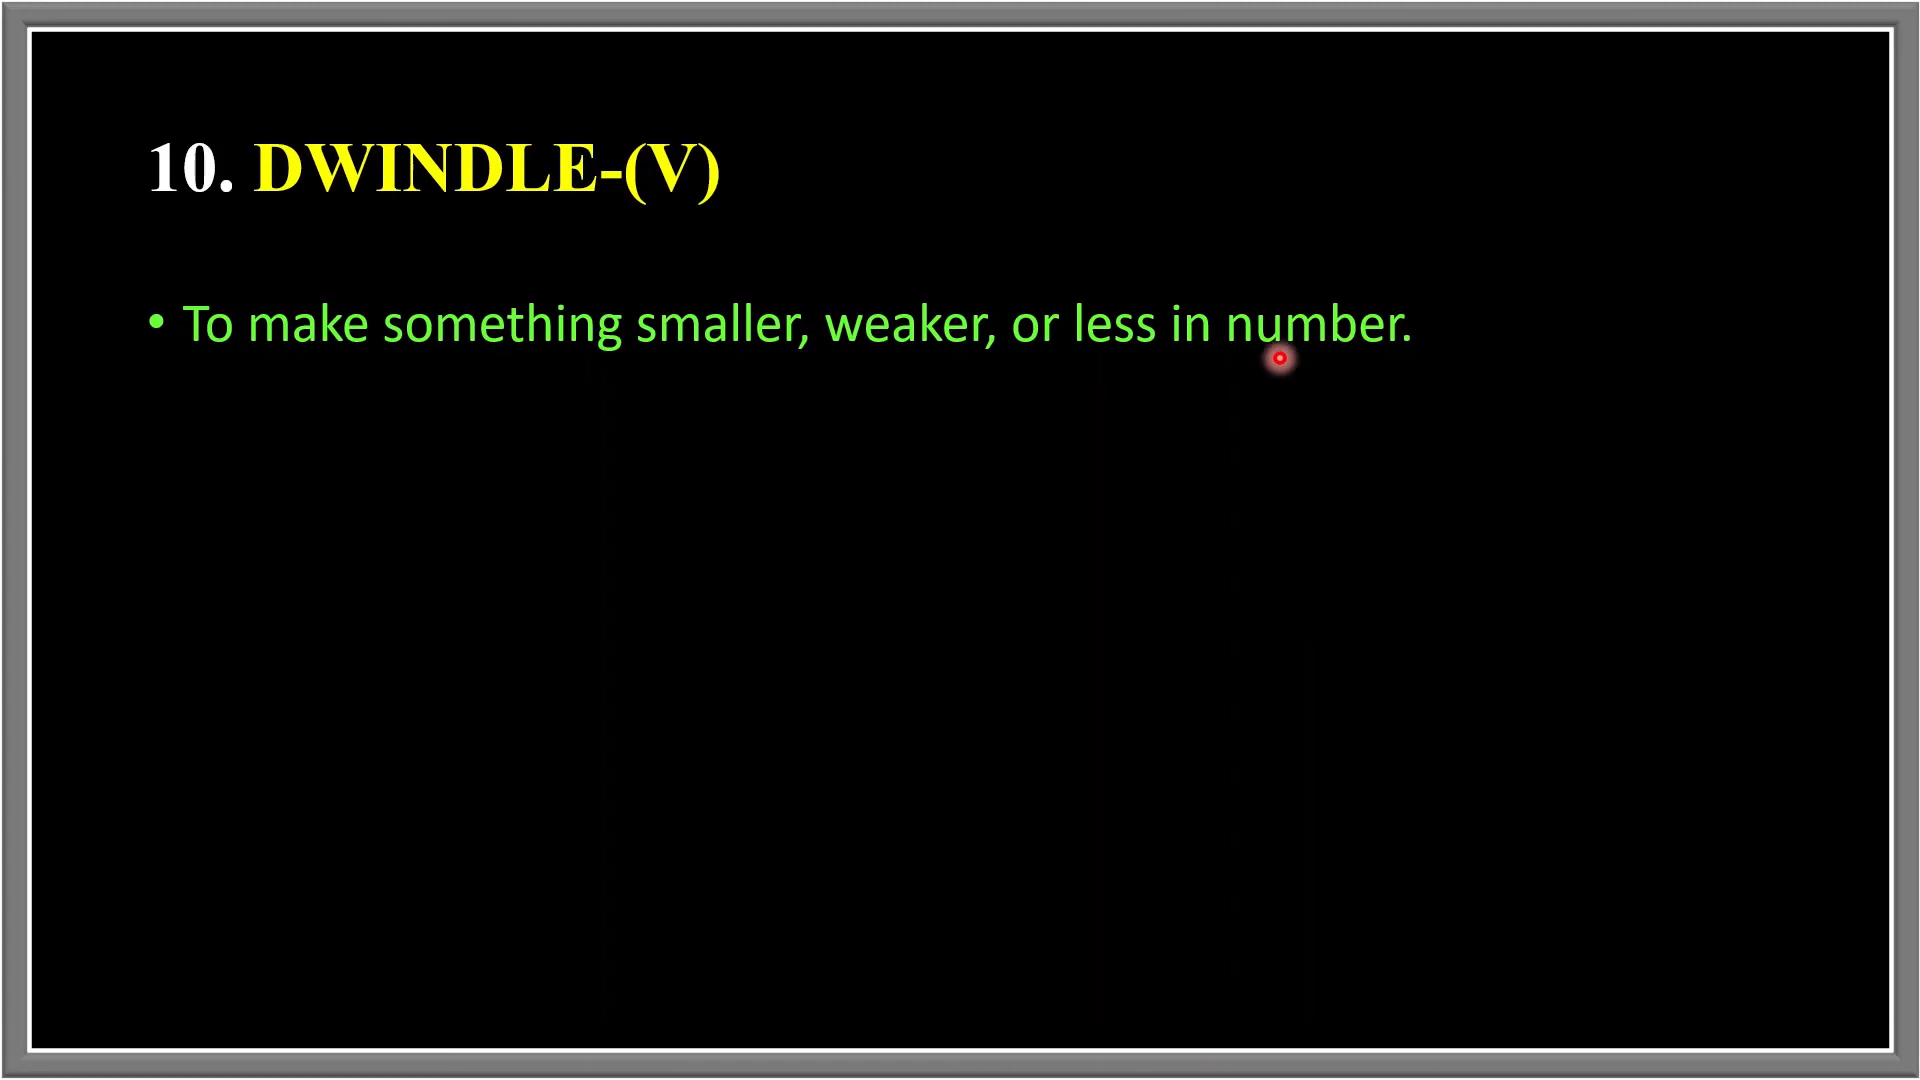 10. DWINDLE-(V)
• To make something smaller, weaker, or less in number.